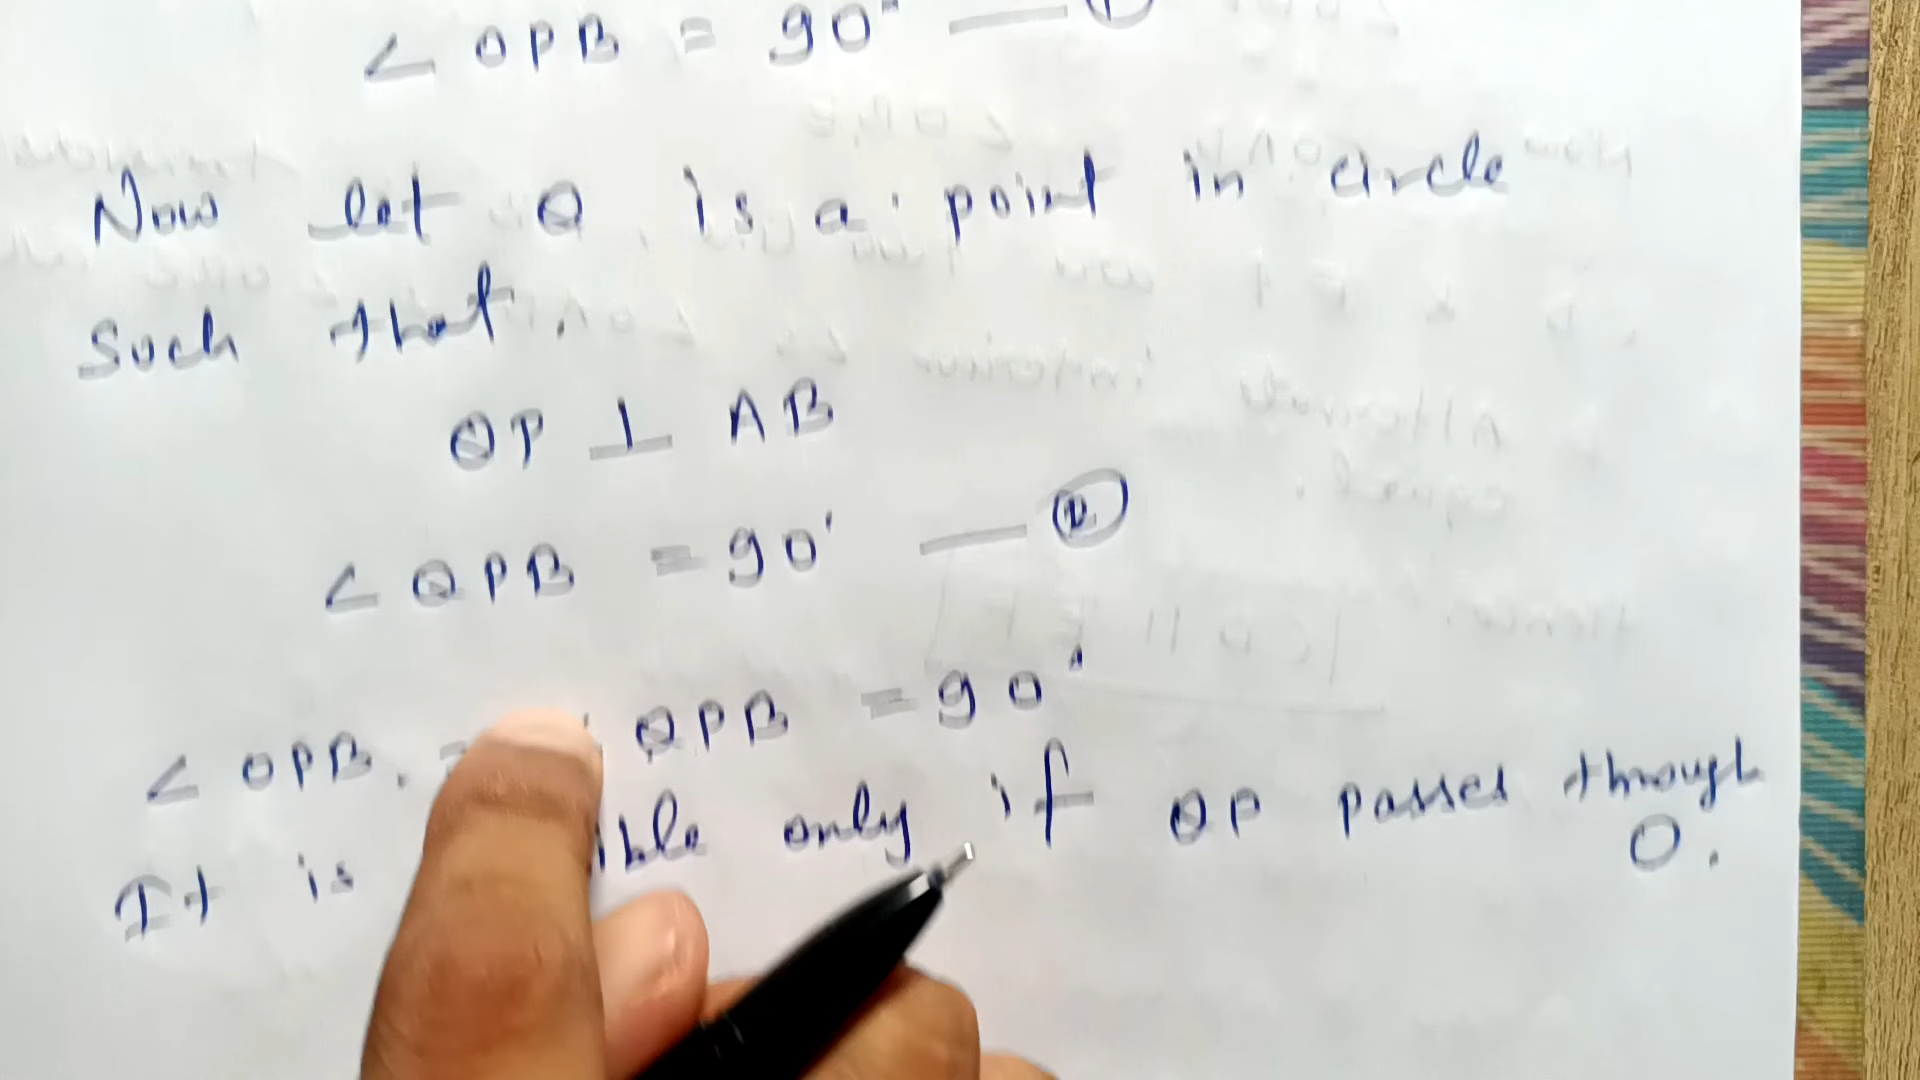 ∠ OPB = 90° — ①
Now let Q is a point in circle
Such that.
QP ⊥ AB
∠ QPB = 90° — ②
∠ OPB. = QPB = 90°
It is only if QP passes through
O.